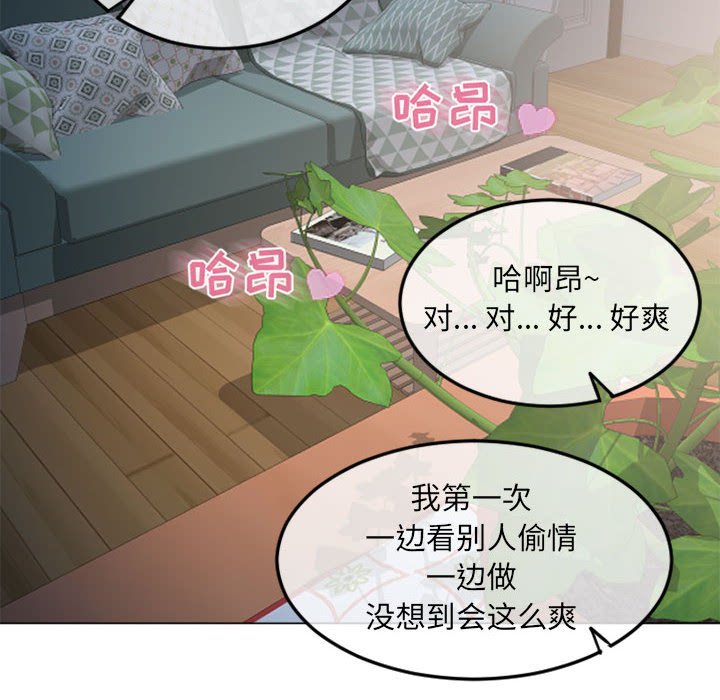 哈昂
哈昂
哈啊昂~
对... 对... 好... 好爽
我第一次
一边看别人偷情
一边做
没想到会这么爽